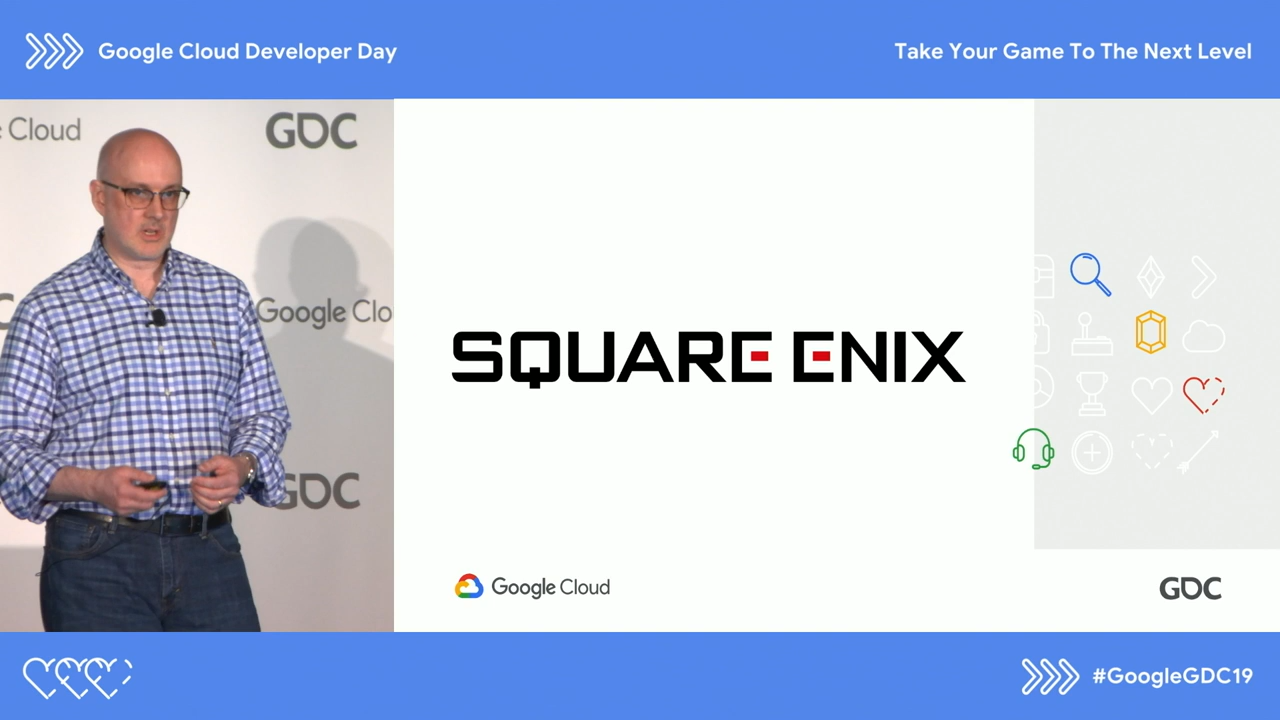 Google Cloud Developer Day
Take Your Game To The Next Level
Cloud
GDC
Google Clo
GDC
SQUARE ENIX
Google Cloud
GDC
#GoogleGDC19